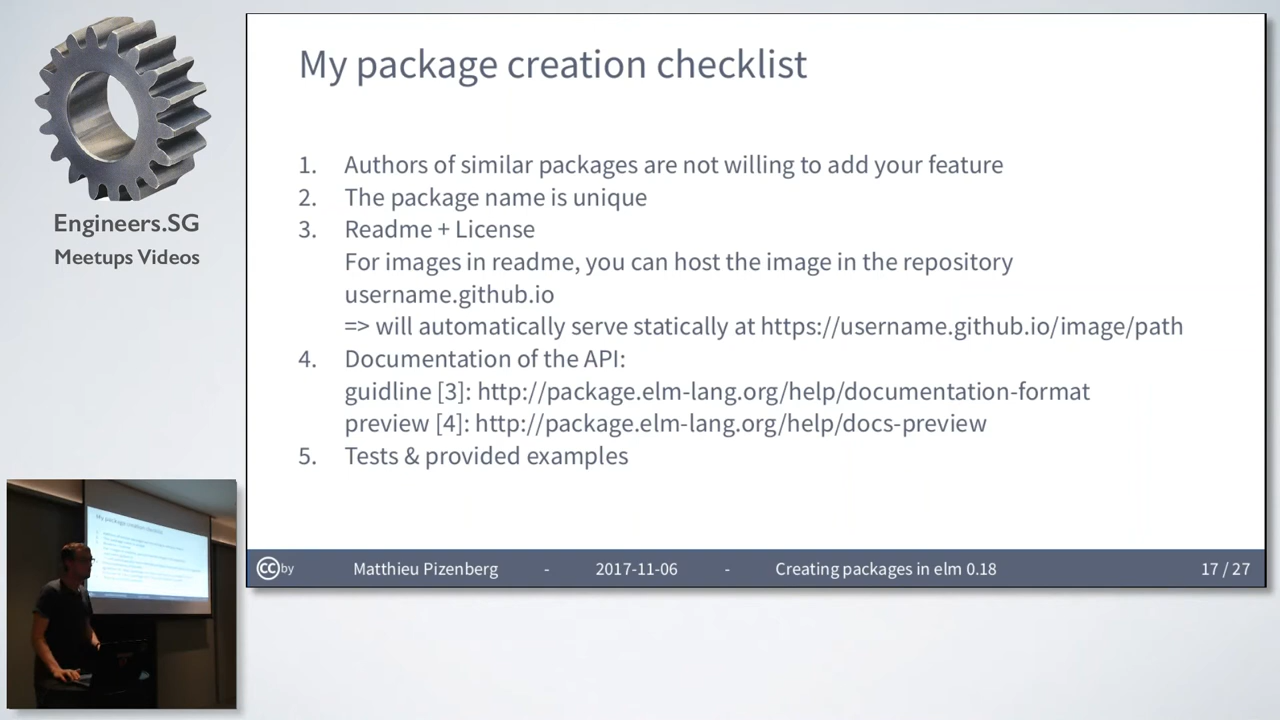 Engineers.SG
Meetups Videos
My package creation checklist
1. Authors of similar packages are not willing to add your feature
2. The package name is unique
3. Readme + License
For images in readme, you can host the image in the repository
username.github.io
=> will automatically serve statically at https://username.github.io/image/path
4. Documentation of the API:
guidline [3]: http://package.elm-lang.org/help/documentation-format
preview [4]: http://package.elm-lang.org/help/docs-preview
5. Tests & provided examples
cc by Matthieu Pizenberg - 2017-11-06 - Creating packages in elm 0.18 17 / 27
My package creation checklist